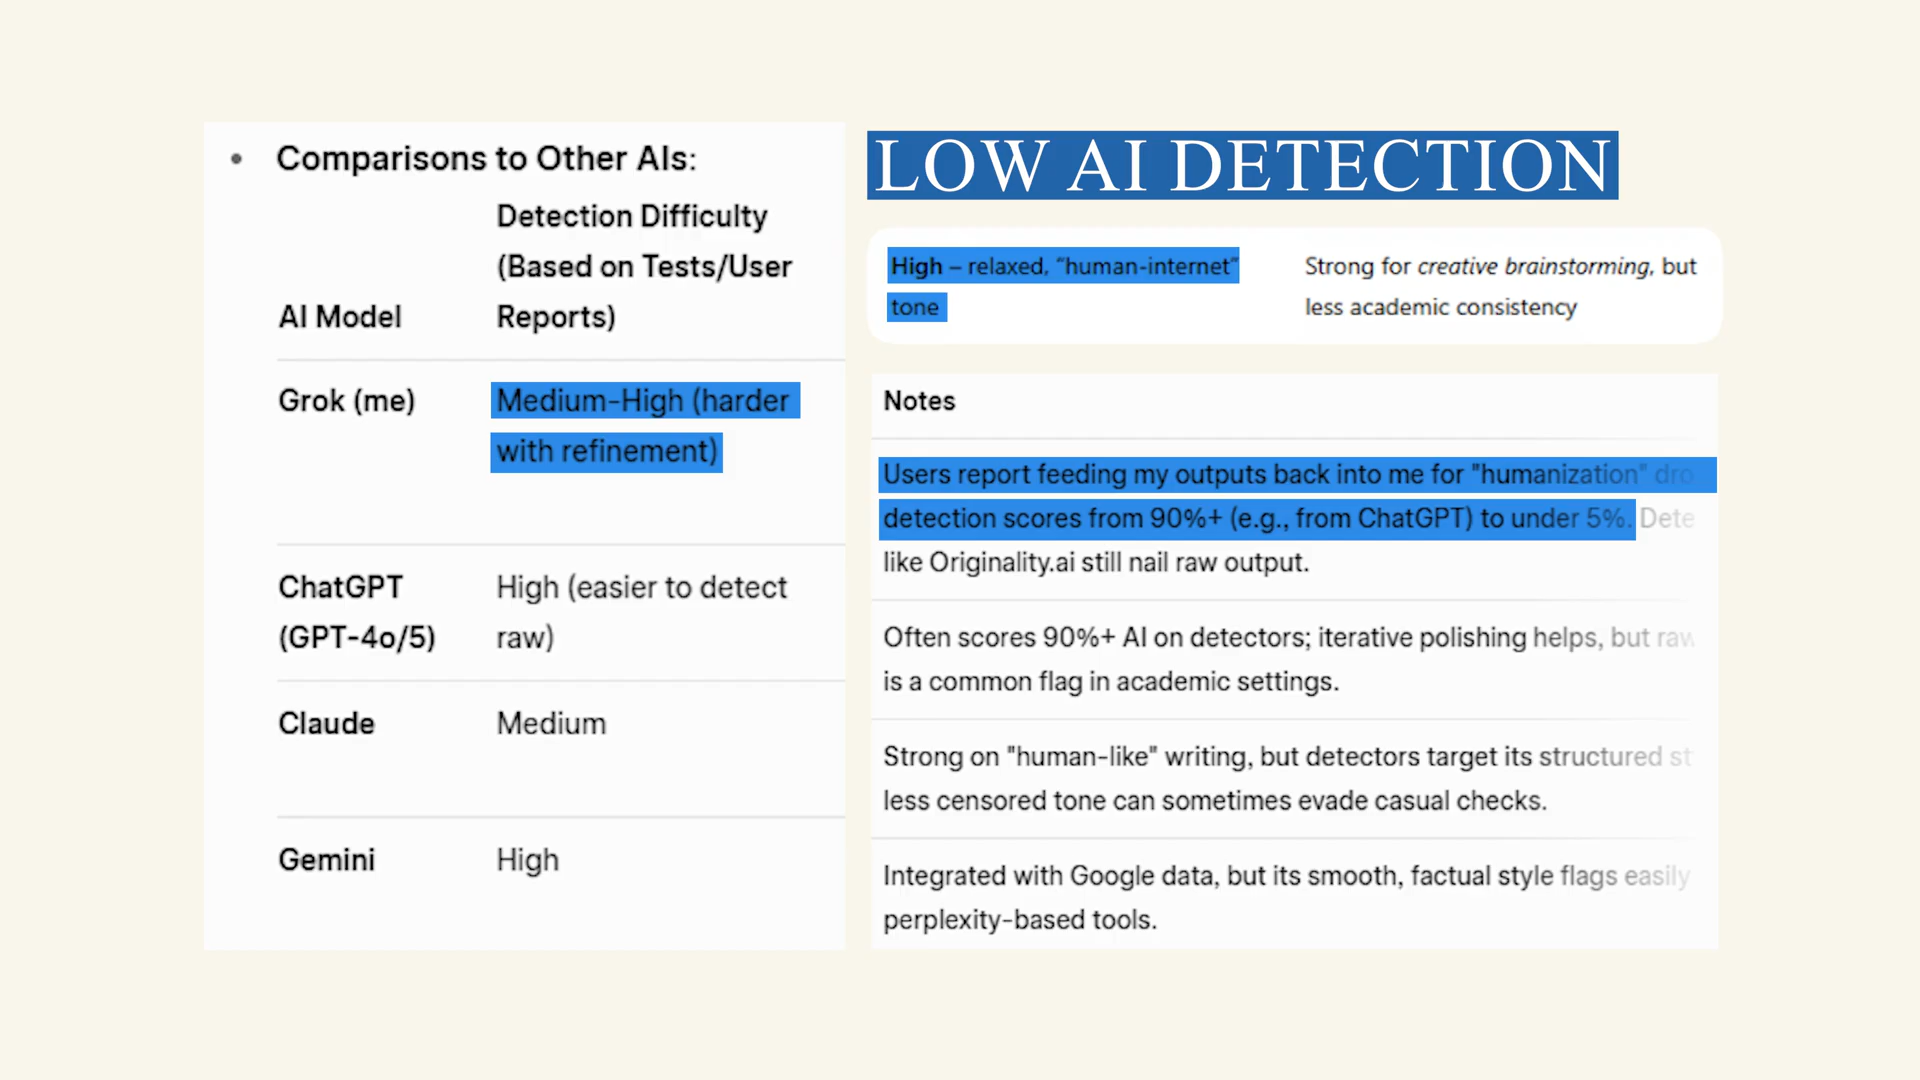 • Comparisons to Other AIs:
AI Model
Detection Difficulty
(Based on Tests/User
Reports)
Grok (me)
Medium-High (harder
with refinement)
ChatGPT
(GPT-4o/5)
High (easier to detect
raw)
Claude
Medium
Gemini
High
LOW AI DETECTION
High – relaxed, “human-internet”
tone
Strong for creative brainstorming, but
less academic consistency
Notes
Users report feeding my outputs back into me for "humanization"
detection scores from 90%+ (e.g., from ChatGPT) to under 5%.
like Originality.ai still nail raw output.
Often scores 90%+ AI on detectors; iterative polishing helps, but raw
is a common flag in academic settings.
Strong on "human-like" writing, but detectors target its structured
less censored tone can sometimes evade casual checks.
Integrated with Google data, but its smooth, factual style flags easily
perplexity-based tools.